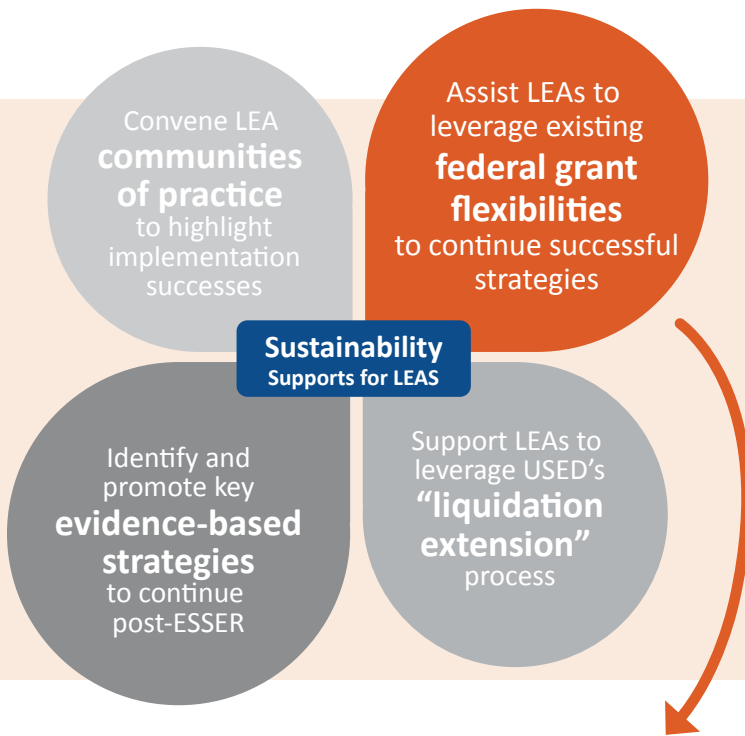 Convene LEA
communities
of practice
to highlight
implementation
successes
Assist LEAs to
leverage existing
federal grant
flexibilities
to continue successful
strategies
Sustainability
Supports for LEAS
Identify and
promote key
evidence-based
strategies
to continue
post-ESSER
Support LEAs to
leverage USED’s
“liquidation
extension”
process